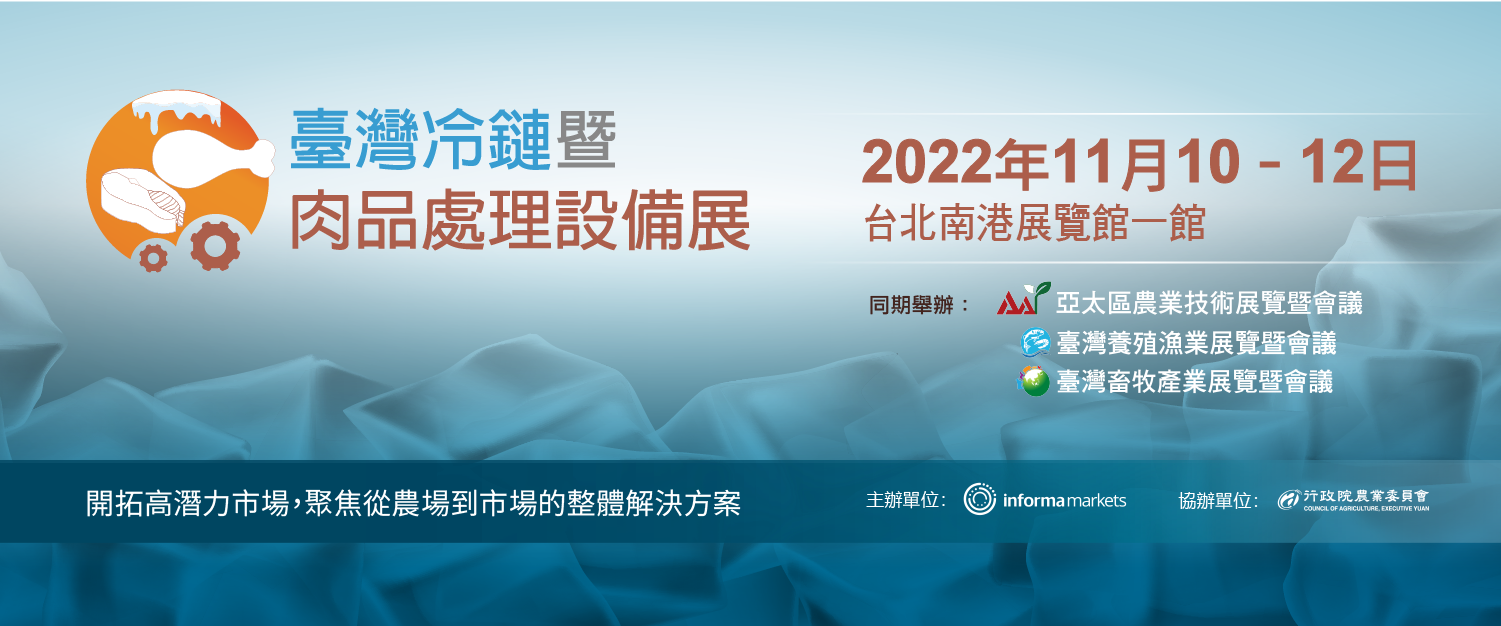 臺灣冷鏈暨
肉品處理設備展
2022年11月10 - 12日
台北南港展覽館一館
同期舉辦：
亞太區農業技術展覽暨會議
臺灣養殖漁業展覽暨會議
臺灣畜牧產業展覽暨會議
開拓高潛力市場，聚焦從農場到市場的整體解決方案
主辦單位： informa markets
協辦單位： 行政院農業委員會
COUNCIL OF AGRICULTURE, EXECUTIVE YUAN